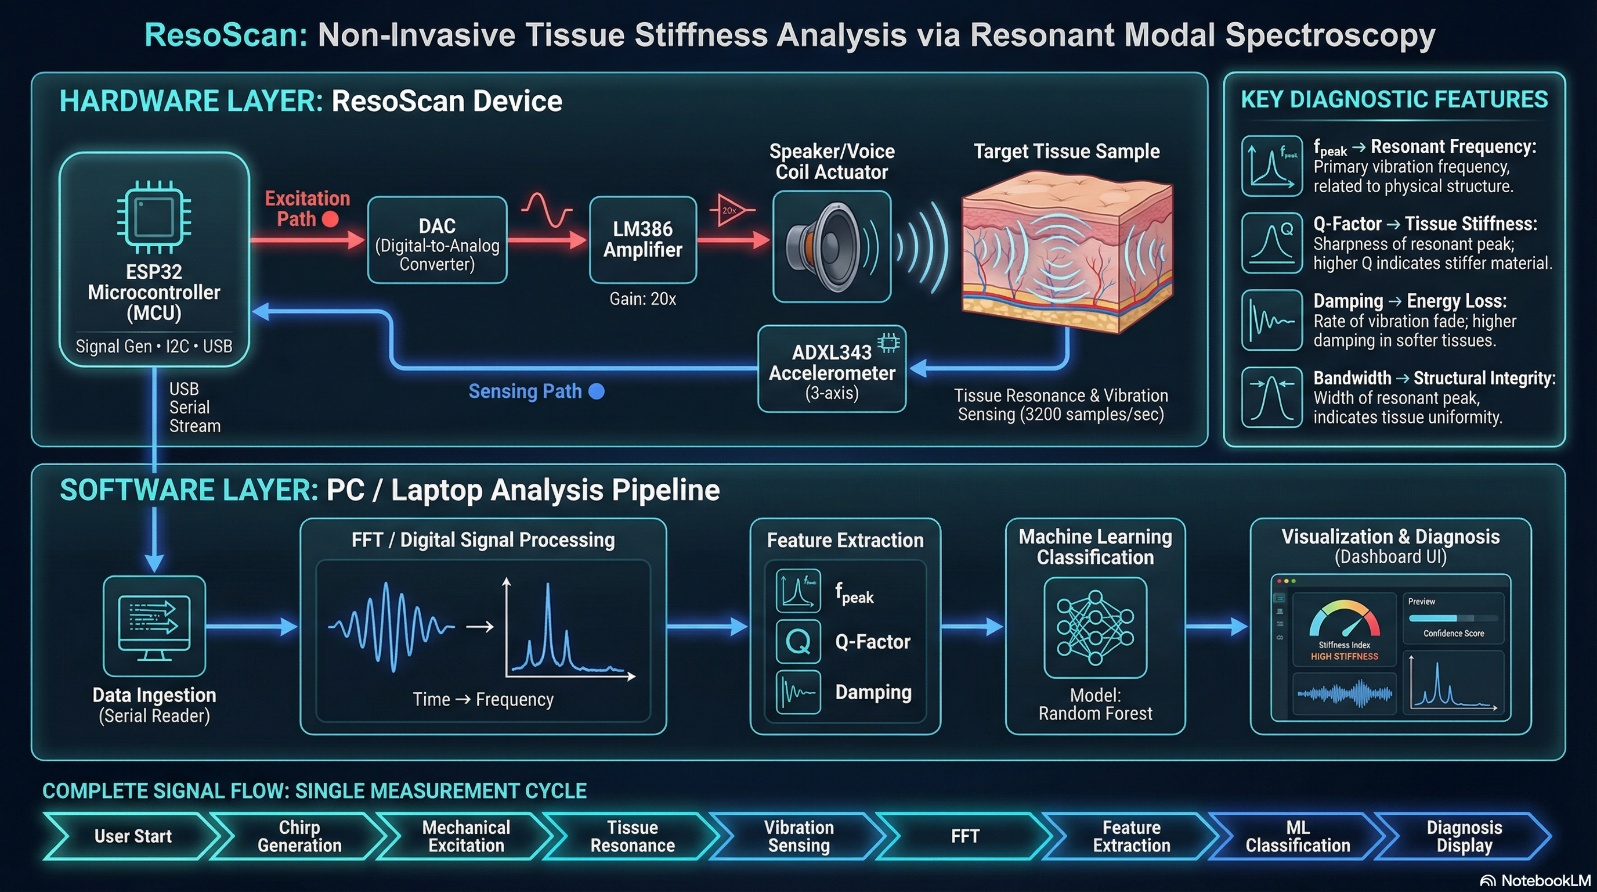 ResoScan: Non-Invasive Tissue Stiffness Analysis via Resonant Modal Spectroscopy
HARDWARE LAYER: ResoScan Device
ESP32
Microcontroller
(MCU)
Signal Gen • I2C • USB
Excitation
Path
DAC
(Digital-to-Analog
Converter)
LM386
Amplifier
Gain: 20x
20x
Speaker/Voice
Coil Actuator
Target Tissue Sample
ADXL343
Accelerometer
(3-axis)
Sensing Path
Tissue Resonance & Vibration
Sensing (3200 samples/sec)
USB
Serial
Stream
KEY DIAGNOSTIC FEATURES
fpeak
fpeak → Resonant Frequency:
Primary vibration frequency,
related to physical structure.
Q
Q-Factor → Tissue Stiffness:
Sharpness of resonant peak;
higher Q indicates stiffer material.
Damping → Energy Loss:
Rate of vibration fade; higher
damping in softer tissues.
Bandwidth → Structural Integrity:
Width of resonant peak,
indicates tissue uniformity.
SOFTWARE LAYER: PC / Laptop Analysis Pipeline
Data Ingestion
(Serial Reader)
FFT / Digital Signal Processing
Time → Frequency
Feature Extraction
fpeak
fpeak
Q
Q-Factor
Damping
Machine Learning
Classification
Model:
Random Forest
Visualization & Diagnosis
(Dashboard UI)
Stiffness Index
HIGH STIFFNESS
Preview
Confidence Score
COMPLETE SIGNAL FLOW: SINGLE MEASUREMENT CYCLE
User Start
Chirp
Generation
Mechanical
Excitation
Tissue
Resonance
Vibration
Sensing
FFT
Feature
Extraction
ML
Classification
Diagnosis
Display
NotebookLM